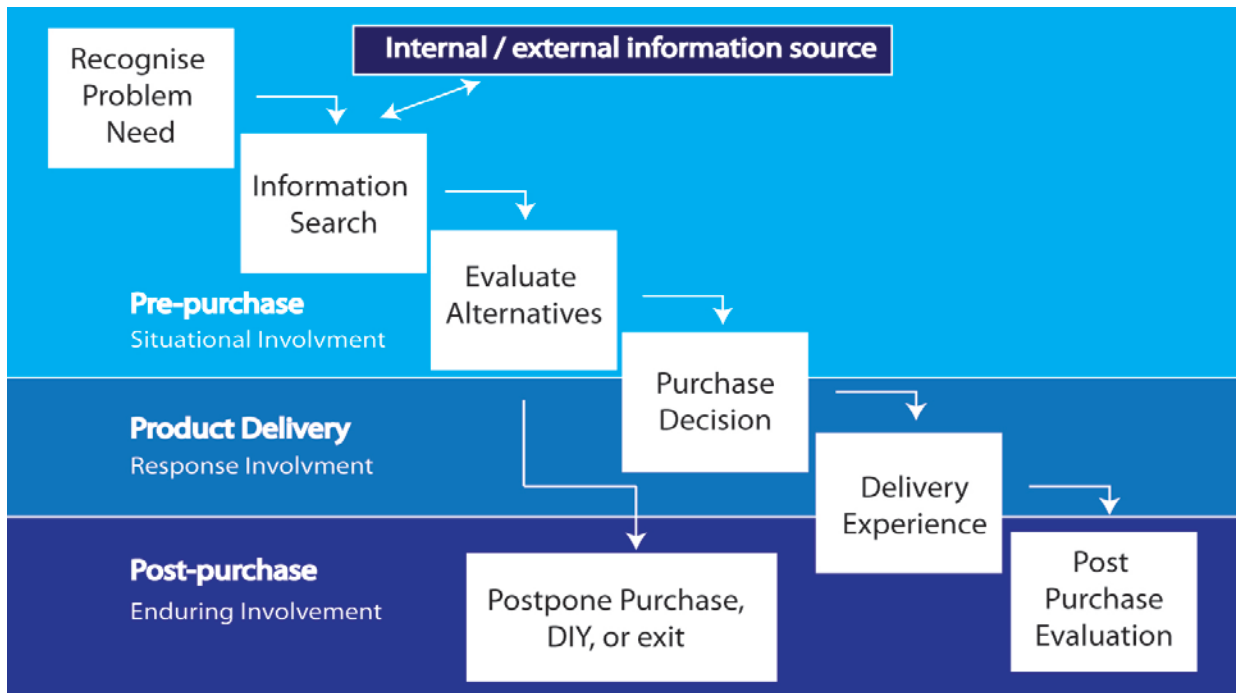 Recognise
Problem
Need
Internal / external information source
Information
Search
Evaluate
Alternatives
Pre-purchase
Situational Involvment
Purchase
Decision
Product Delivery
Response Involvment
Delivery
Experience
Post-purchase
Enduring Involvement
Postpone Purchase,
DIY, or exit
Post
Purchase
Evaluation